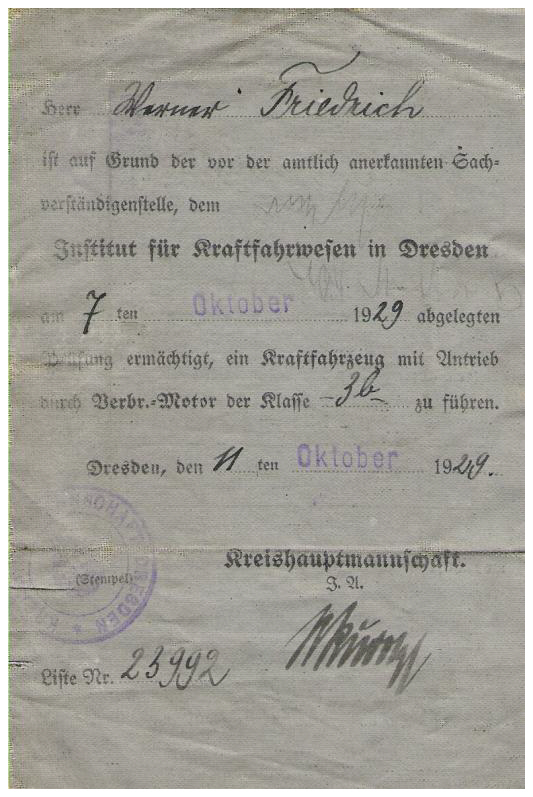 Herr Werner Friedrich
ist auf Grund der vor der amtlich anerkannten Sach-
verständigenstelle, dem
Institut für Kraftfahrwesen in Dresden
am 7 ten Oktober 1929 abgelegten
Prüfung ermächtigt, ein Kraftfahrzeug mit Antrieb
durch Verbr.-Motor der Klasse -3b- zu führen.
Dresden, den 11 ten Oktober 1929.
Kreishauptmannschaft.
J. A.
(Stempel)
DRESDEN
Liste Nr. 23992